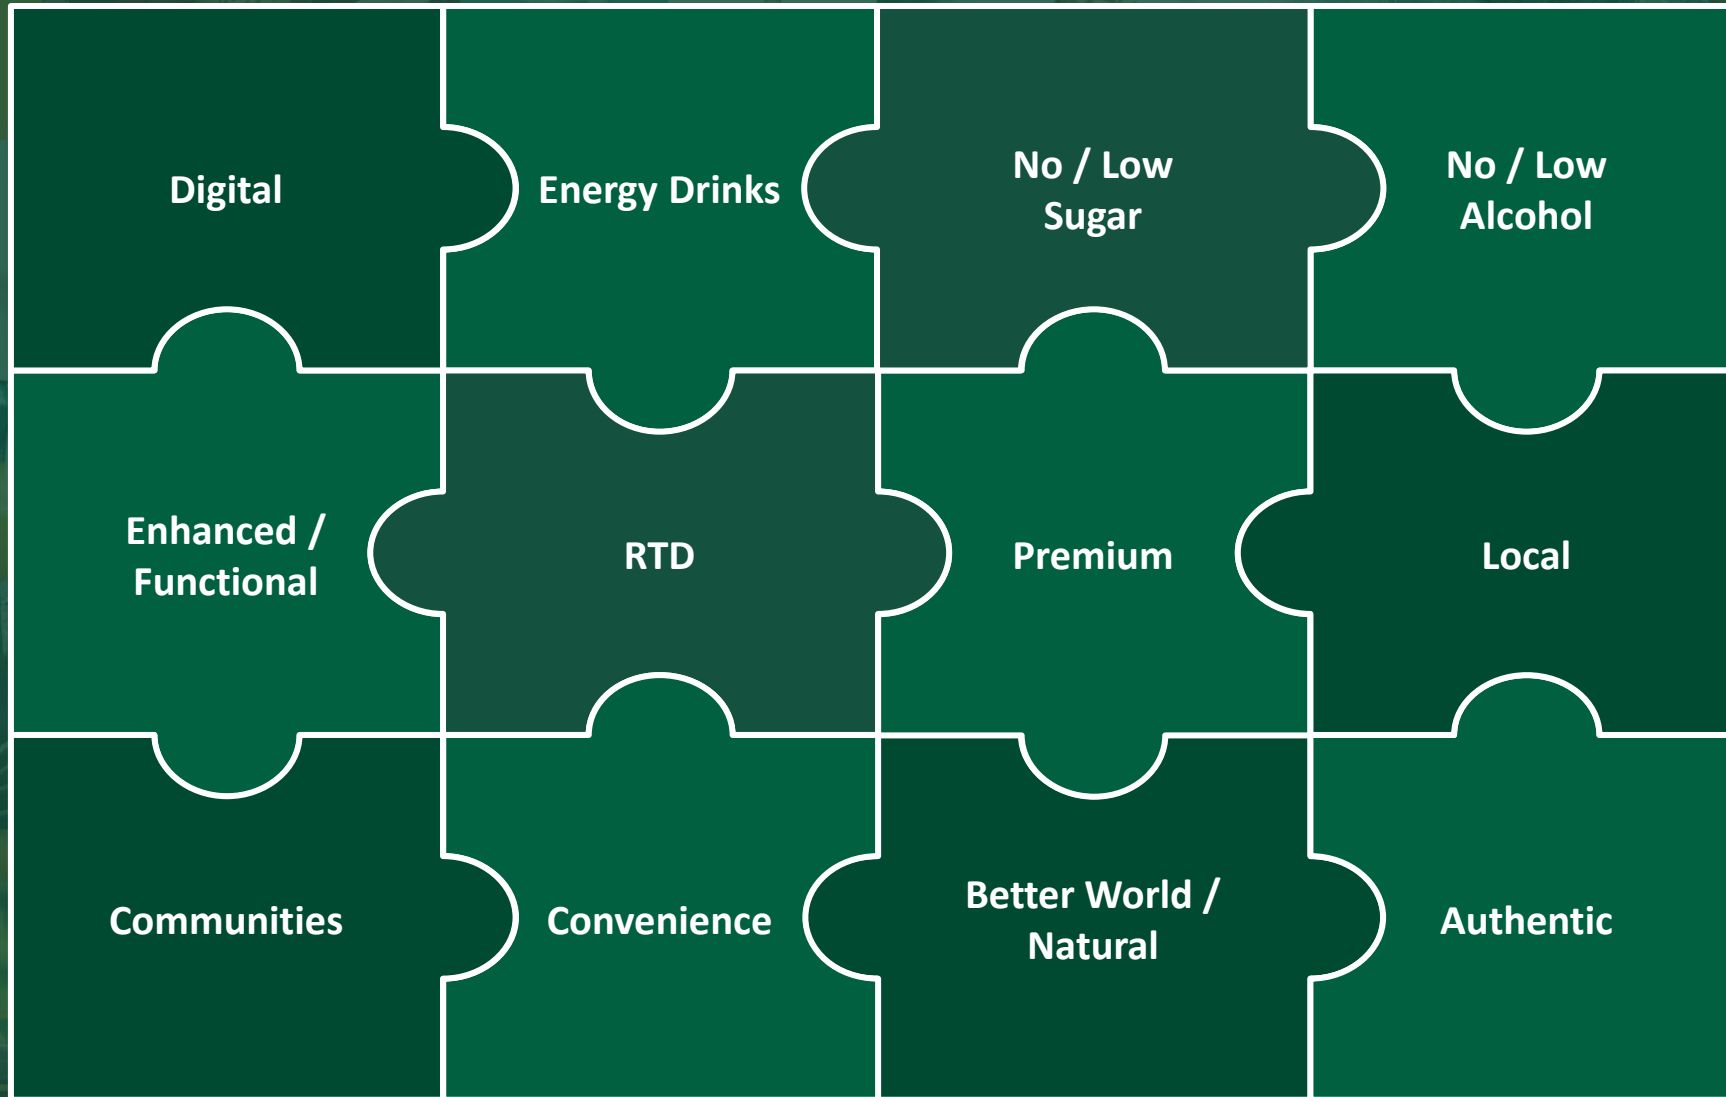 Digital
Energy Drinks
No / Low
Sugar
No / Low
Alcohol
Enhanced /
Functional
RTD
Premium
Local
Communities
Convenience
Better World /
Natural
Authentic